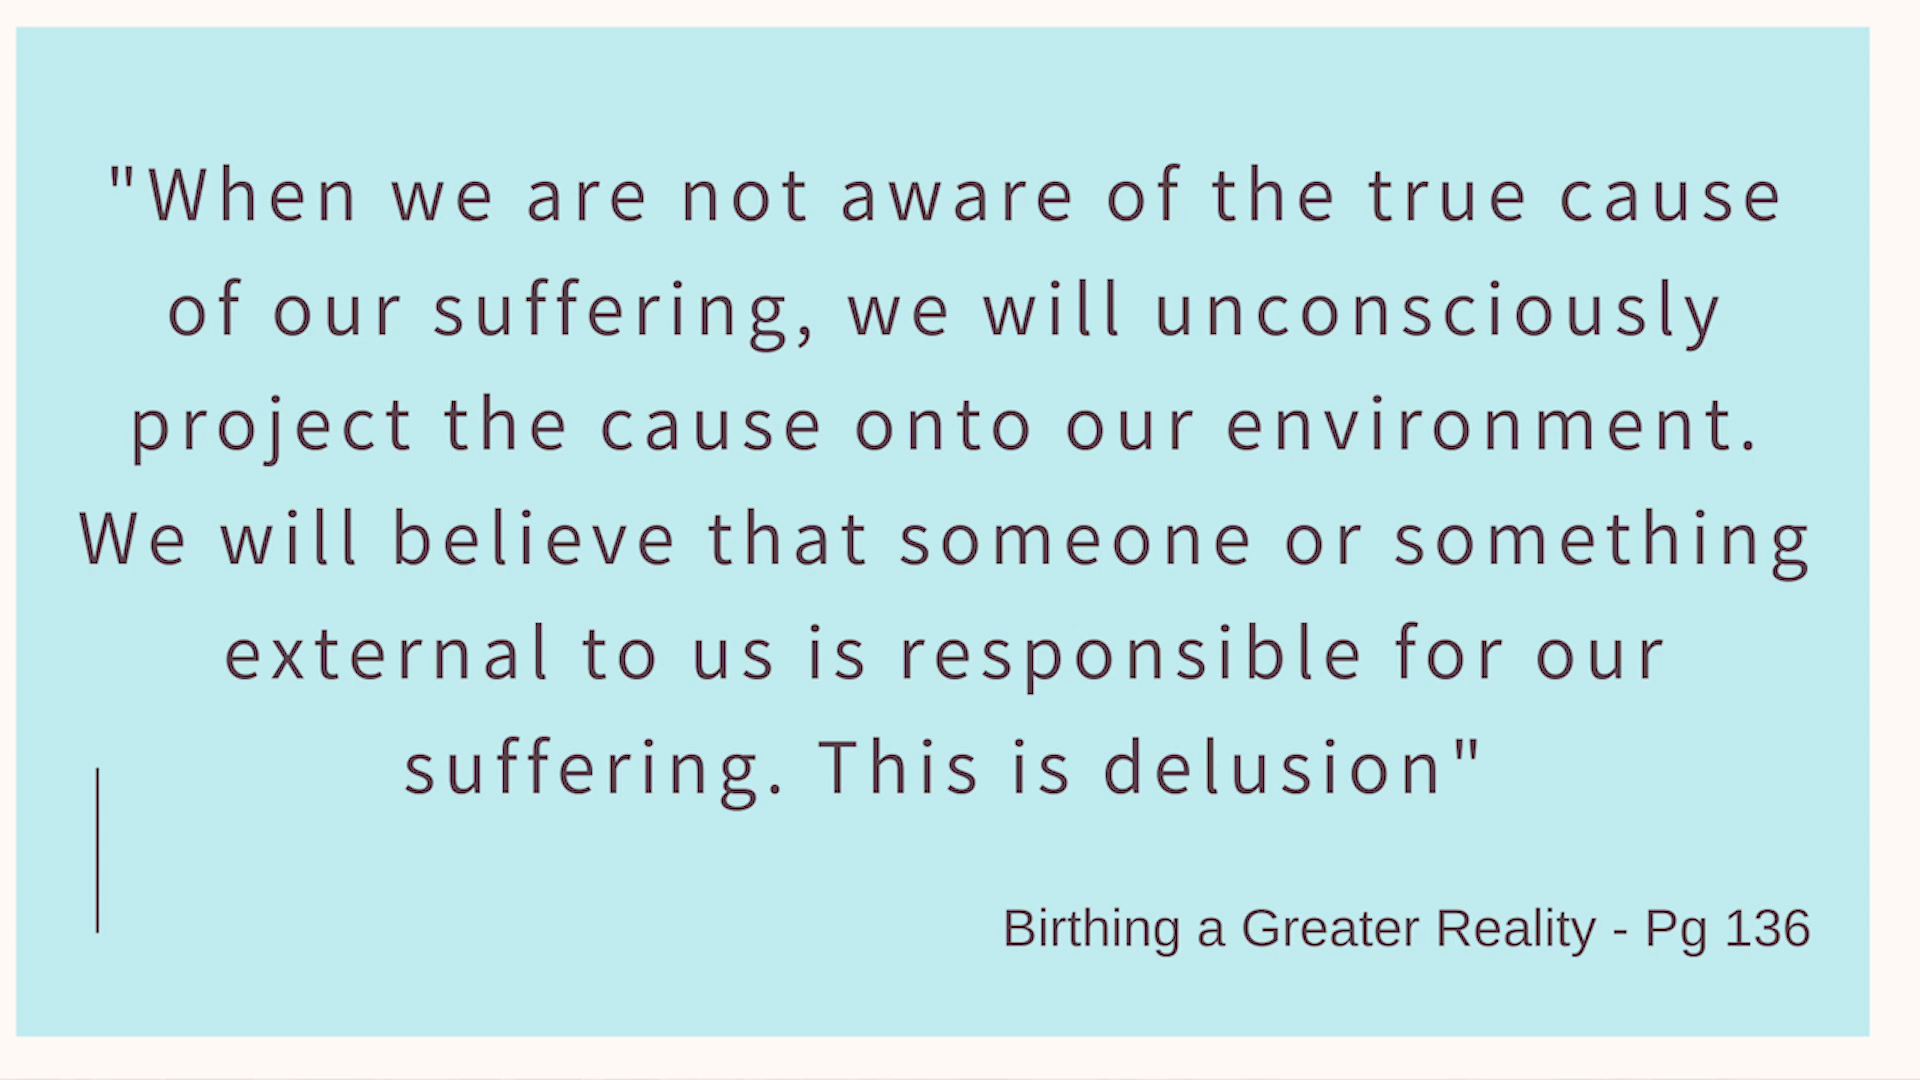 "When we are not aware of the true cause
of our suffering, we will unconsciously
project the cause onto our environment.
We will believe that someone or something
external to us is responsible for our
suffering. This is delusion"
Birthing a Greater Reality - Pg 136